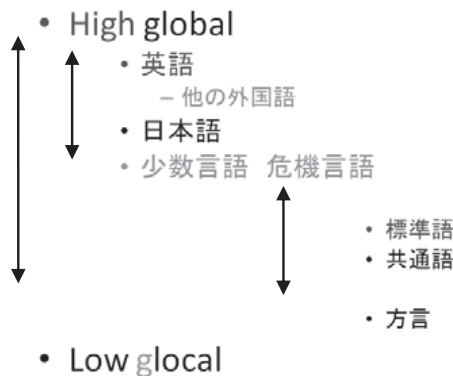 • High global
• 英語
– 他の外国語
• 日本語
• 少数言語 危機言語
• 標準語
• 共通語
• 方言
• Low glocal